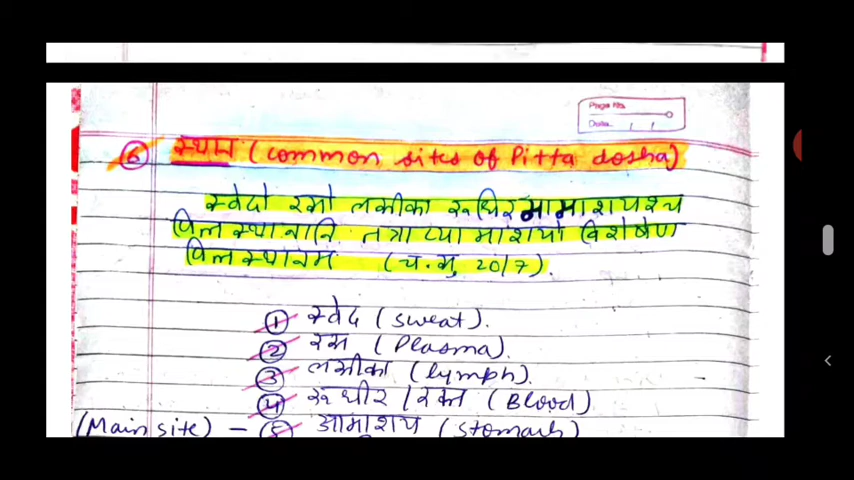 Page No.
Date / /
6 स्थान (common sites of Pitta dosha)
स्वेदो रसो लसीका रूधिरमामाशयश्च
पित्तस्थानानि तत्राप्यामाशयो विशेषेण
पित्तस्थानम (च.सु. 20/7).
1 स्वेद (sweat).
2 रस (Plasma).
3 लसीका (lymph).
4 रूधीर / रक्त (Blood)
(Main site) - 5 आमाशय (stomach)